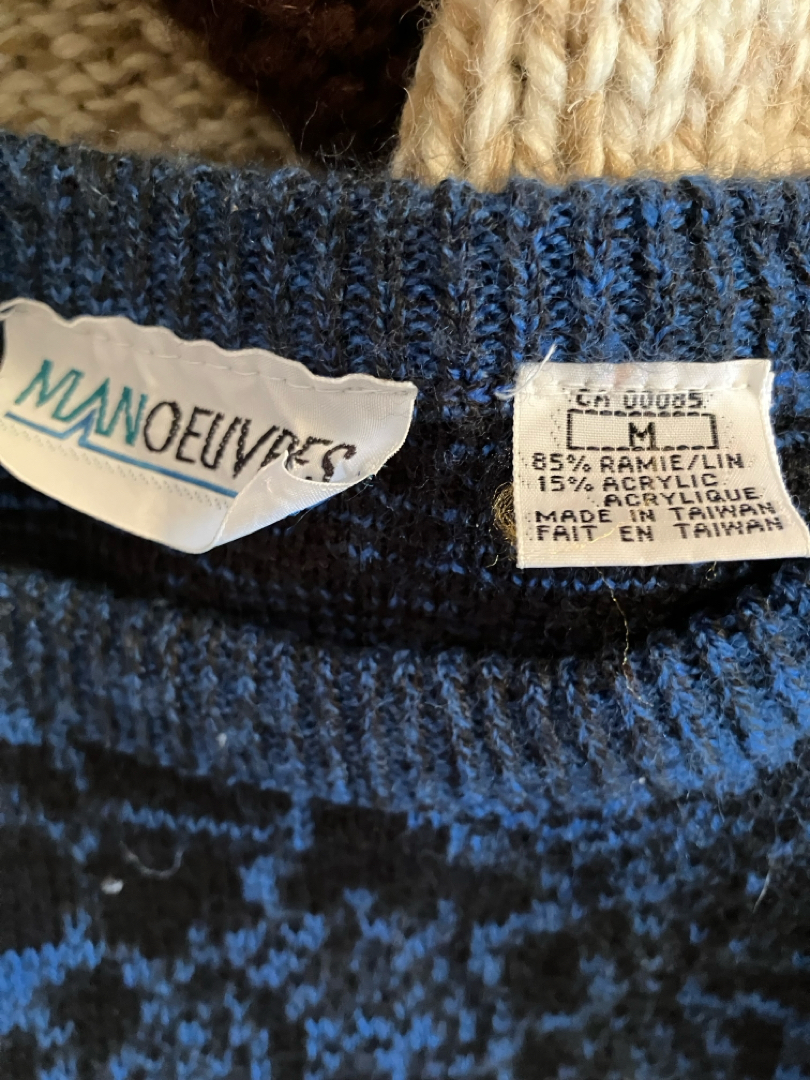 MANOEUVRES
CA 00085
M
85% RAMIE/LIN
15% ACRYLIC
ACRYLIQUE
MADE IN TAIWAN
FAIT EN TAIWAN